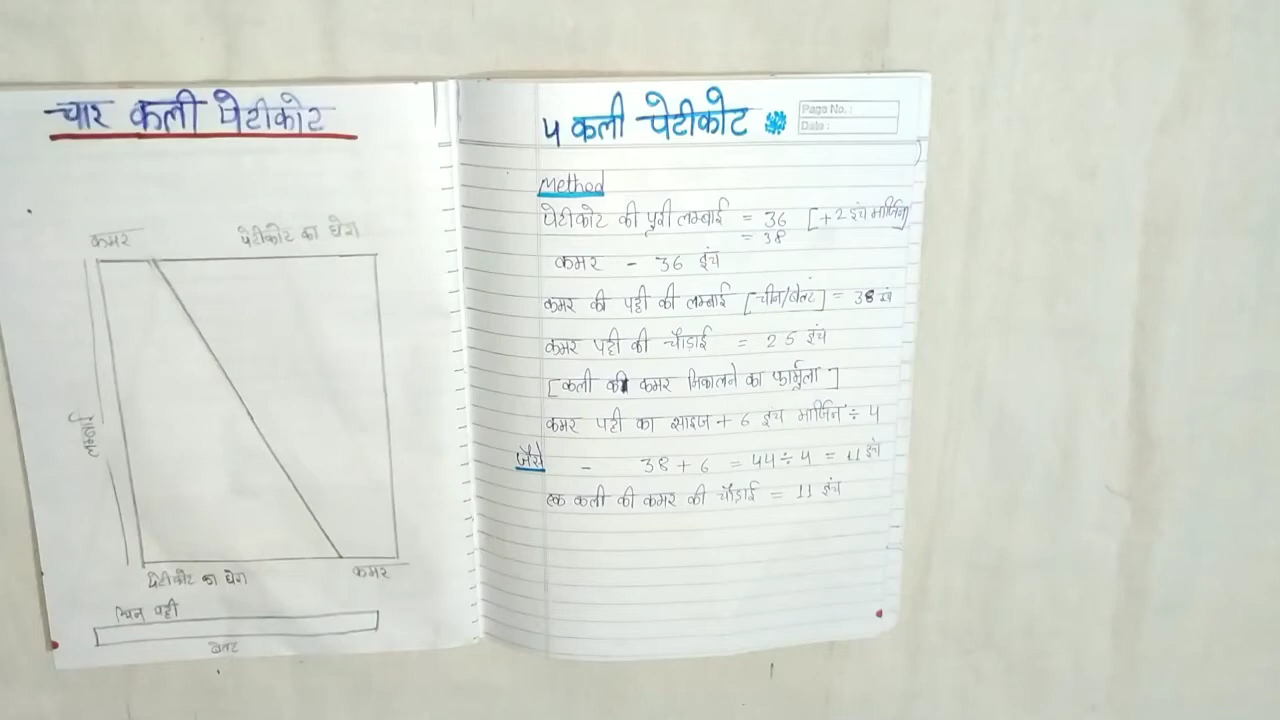 चार कली पेटीकोट
कमर
पेटीकोट का घेरा
लम्बाई
पेटीकोट का घेरा
कमर
चिन पट्टी
बेल्ट
4 कली पेटीकोट
Page No. :
Date :
Method
पेटीकोट की पूरी लम्बाई = 36 [+2 इंच मार्जिन]
= 38
कमर - 36 इंच
कमर की पट्टी की लम्बाई [चीन/बेल्ट] = 38 इंच
कमर पट्टी की चौड़ाई = 2 5 इंच
[कली की कमर निकालने का फार्मूला]
कमर पट्टी का साइज + 6 इंच मार्जिन ÷ 4
जैसे - 38 + 6 = 44 ÷ 4 = 11 इंच
एक कली की कमर की चौड़ाई = 11 इंच